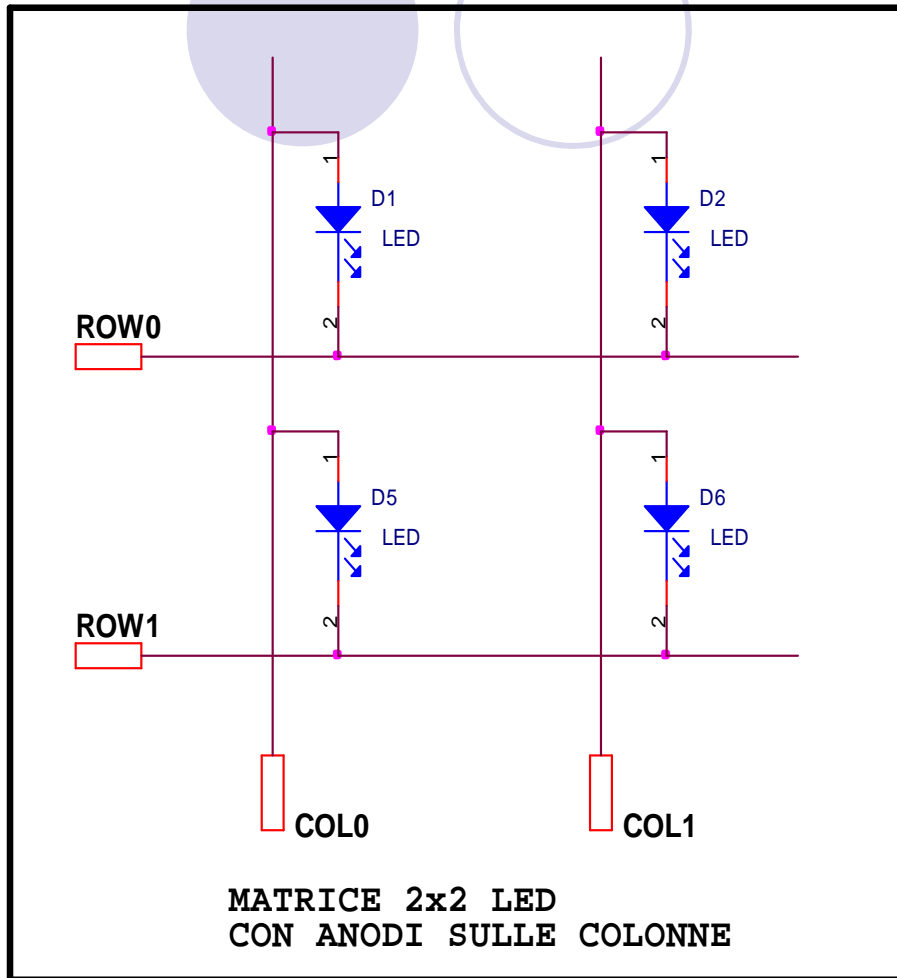 1
1
D1
D2
LED
LED
2
2
ROW0
1
1
D5
D6
LED
LED
2
2
ROW1
COL0
COL1
MATRICE 2x2 LED
CON ANODI SULLE COLONNE